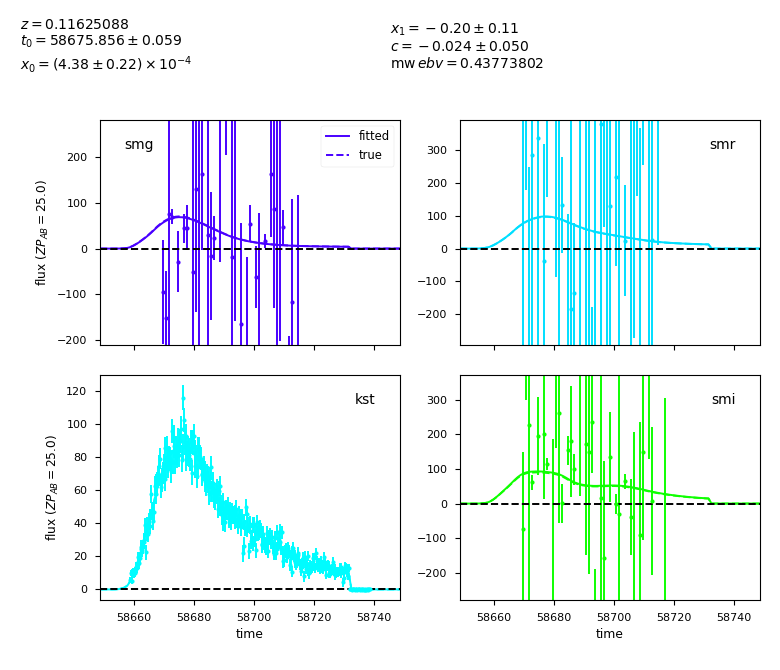 z = 0.11625088
t₀ = 58675.856 ± 0.059
x₀ = (4.38 ± 0.22) × 10⁻⁴
x₁ = −0.20 ± 0.11
c = −0.024 ± 0.050
mw ebv = 0.43773802
smg
fitted
true
flux (ZP_AB = 25.0)
200
100
0
−100
−200
smr
300
200
100
0
−100
−200
kst
flux (ZP_AB = 25.0)
120
100
80
60
40
20
0
58660 58680 58700 58720 58740
time
smi
300
200
100
0
−100
−200
58660 58680 58700 58720 58740
time